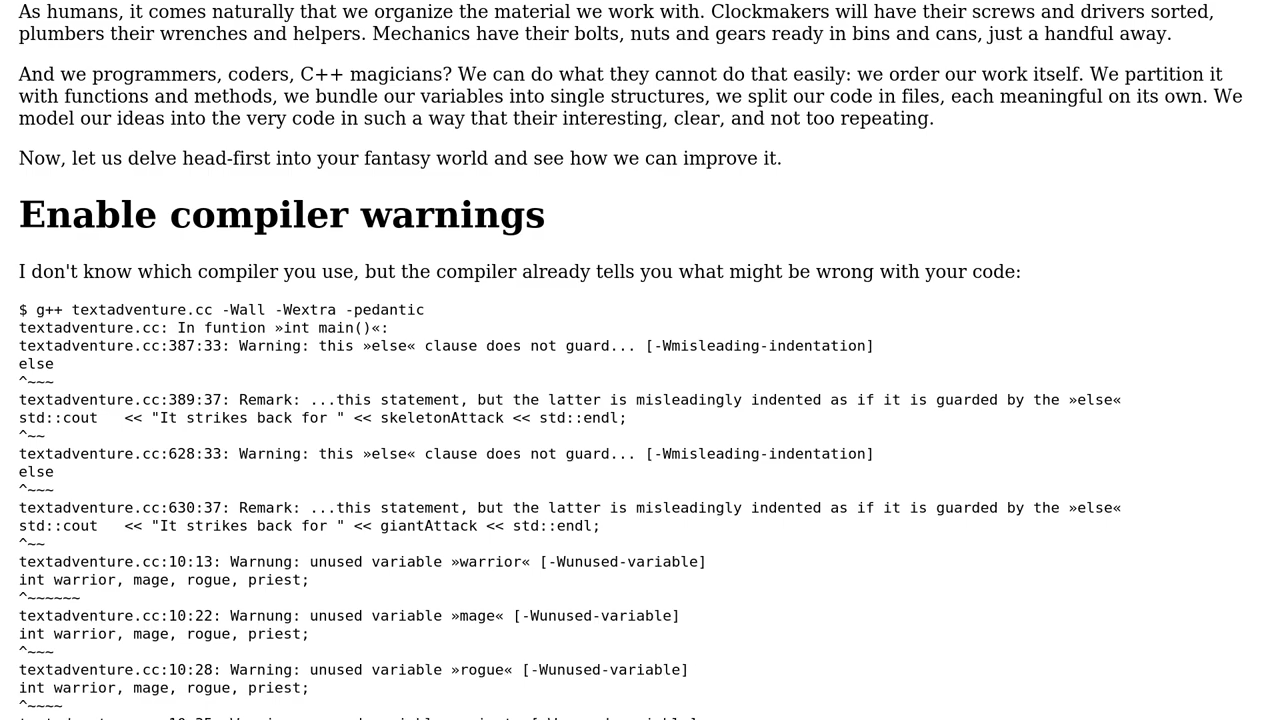 As humans, it comes naturally that we organize the material we work with. Clockmakers will have their screws and drivers sorted,
plumbers their wrenches and helpers. Mechanics have their bolts, nuts and gears ready in bins and cans, just a handful away.
And we programmers, coders, C++ magicians? We can do what they cannot do that easily: we order our work itself. We partition it
with functions and methods, we bundle our variables into single structures, we split our code in files, each meaningful on its own. We
model our ideas into the very code in such a way that their interesting, clear, and not too repeating.
Now, let us delve head-first into your fantasy world and see how we can improve it.
Enable compiler warnings
I don't know which compiler you use, but the compiler already tells you what might be wrong with your code:
$ g++ textadventure.cc -Wall -Wextra -pedantic
textadventure.cc: In funtion »int main()«:
textadventure.cc:387:33: Warning: this »else« clause does not guard... [-Wmisleading-indentation]
else
^~~~
textadventure.cc:389:37: Remark: ...this statement, but the latter is misleadingly indented as if it is guarded by the »else«
std::cout   << "It strikes back for " << skeletonAttack << std::endl;
^~~
textadventure.cc:628:33: Warning: this »else« clause does not guard... [-Wmisleading-indentation]
else
^~~~
textadventure.cc:630:37: Remark: ...this statement, but the latter is misleadingly indented as if it is guarded by the »else«
std::cout   << "It strikes back for " << giantAttack << std::endl;
^~~
textadventure.cc:10:13: Warnung: unused variable »warrior« [-Wunused-variable]
int warrior, mage, rogue, priest;
^~~~~~~
textadventure.cc:10:22: Warnung: unused variable »mage« [-Wunused-variable]
int warrior, mage, rogue, priest;
^~~~
textadventure.cc:10:28: Warning: unused variable »rogue« [-Wunused-variable]
int warrior, mage, rogue, priest;
^~~~~